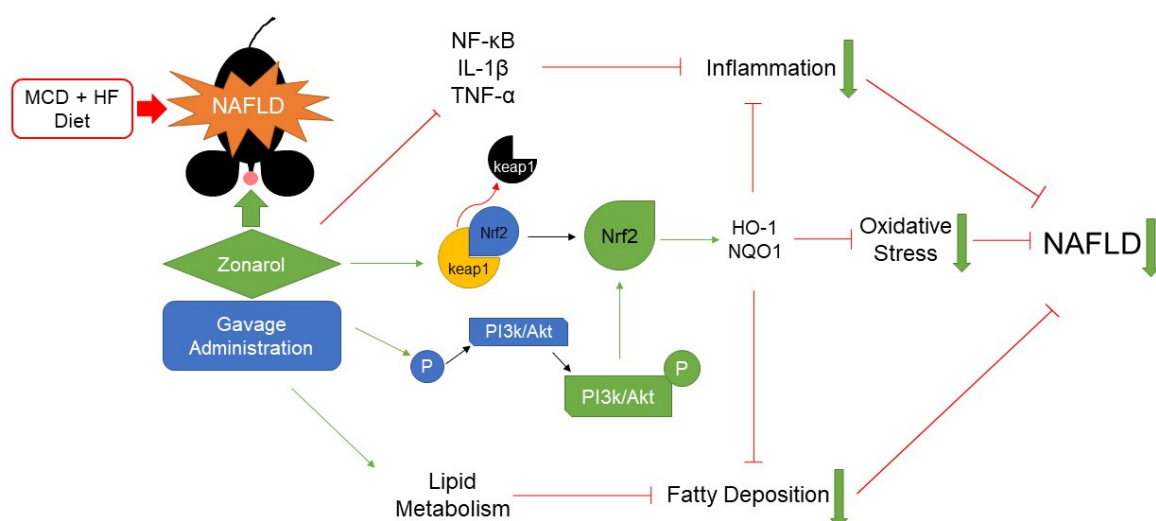 MCD + HF
Diet
NAFLD
NF-κB
IL-1β
TNF-α
Inflammation
keap1
Zonarol
Nrf2
keap1
Nrf2
HO-1
NQO1
Oxidative
Stress
NAFLD
Gavage
Administration
P
PI3k/Akt
P
PI3k/Akt
Lipid
Metabolism
Fatty Deposition